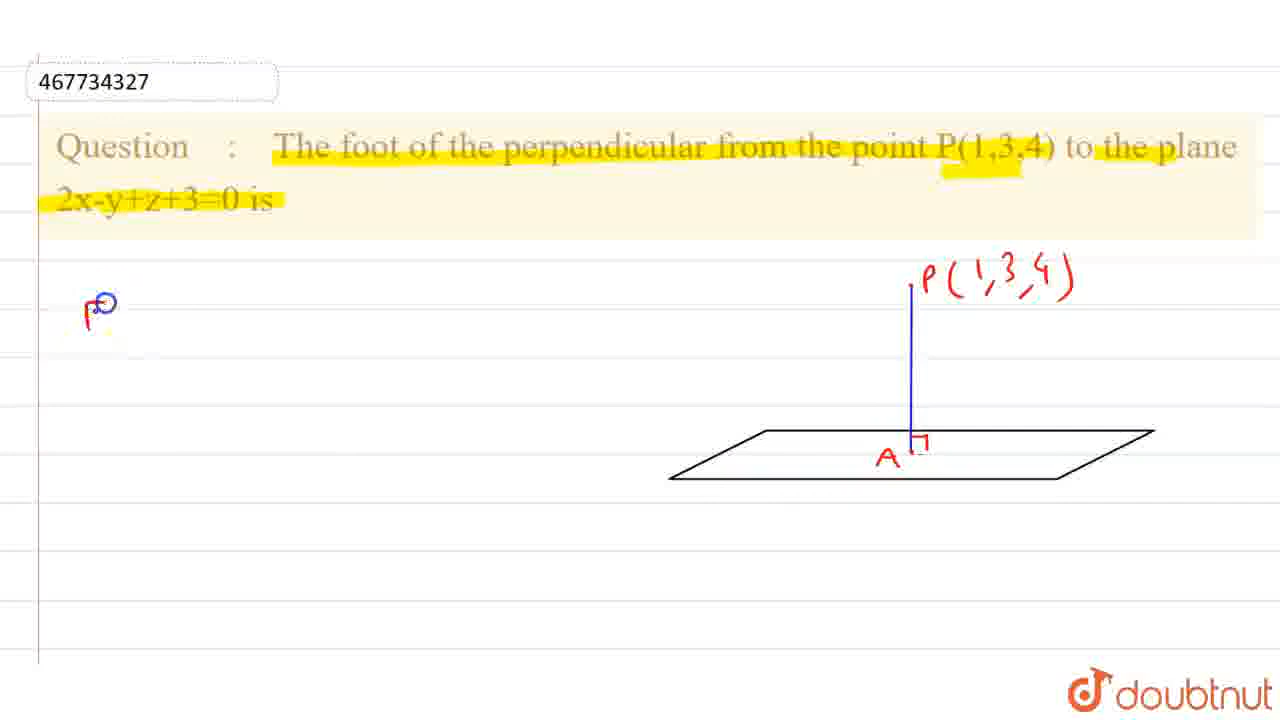 467734327
Question : The foot of the perpendicular from the point P(1,3,4) to the plane
2x-y+z+3=0 is
P(1,3,4)
A
doubtnut